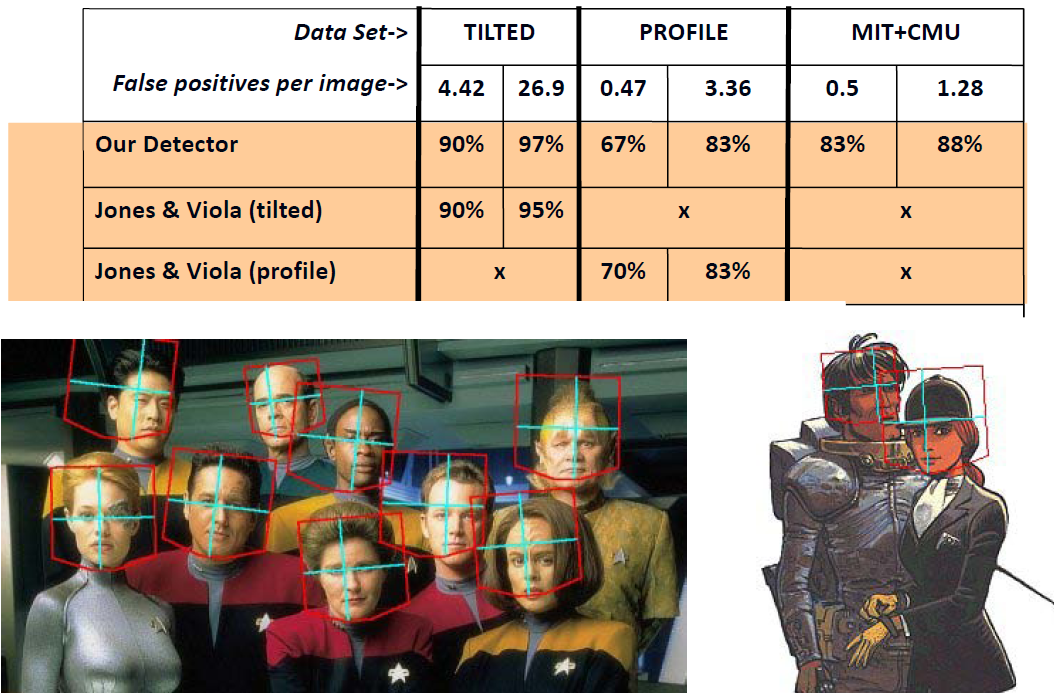 Data Set-> TILTED PROFILE MIT+CMU
False positives per image-> 4.42 26.9 0.47 3.36 0.5 1.28
Our Detector 90% 97% 67% 83% 83% 88%
Jones & Viola (tilted) 90% 95% x x
Jones & Viola (profile) x 70% 83% x